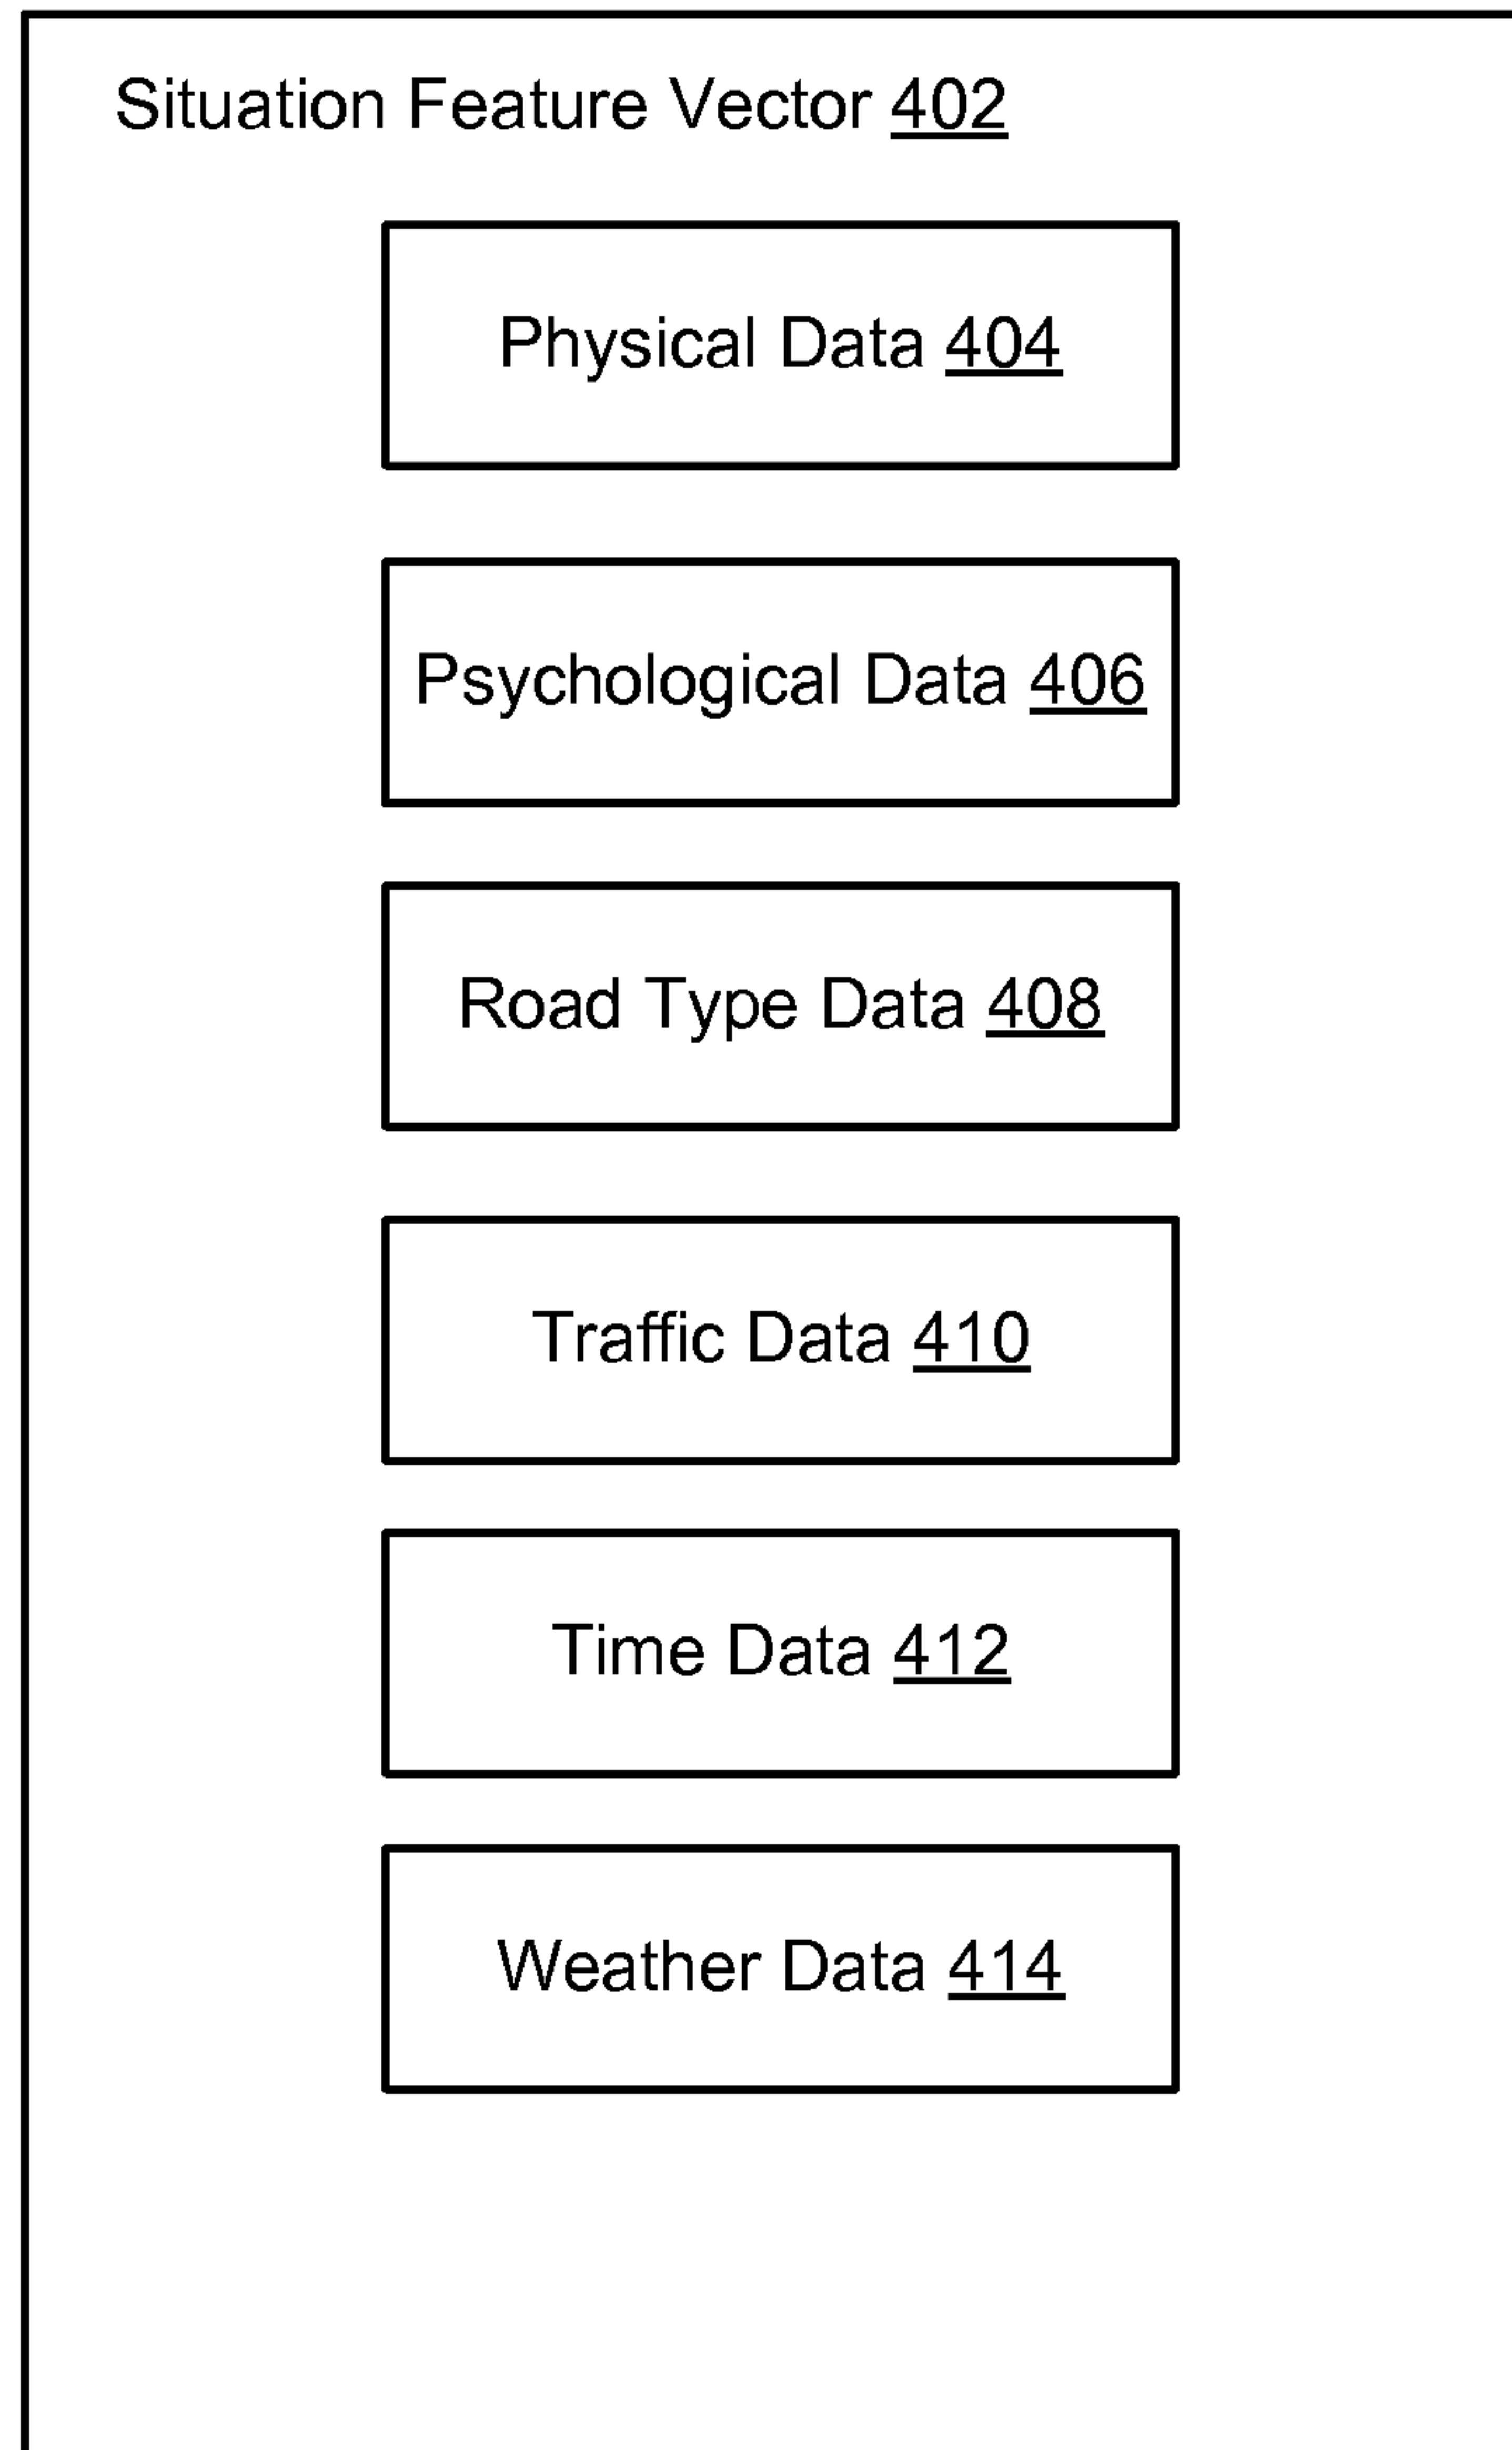 Situation Feature Vector 402
Physical Data 404
Psychological Data 406
Road Type Data 408
Traffic Data 410
Time Data 412
Weather Data 414